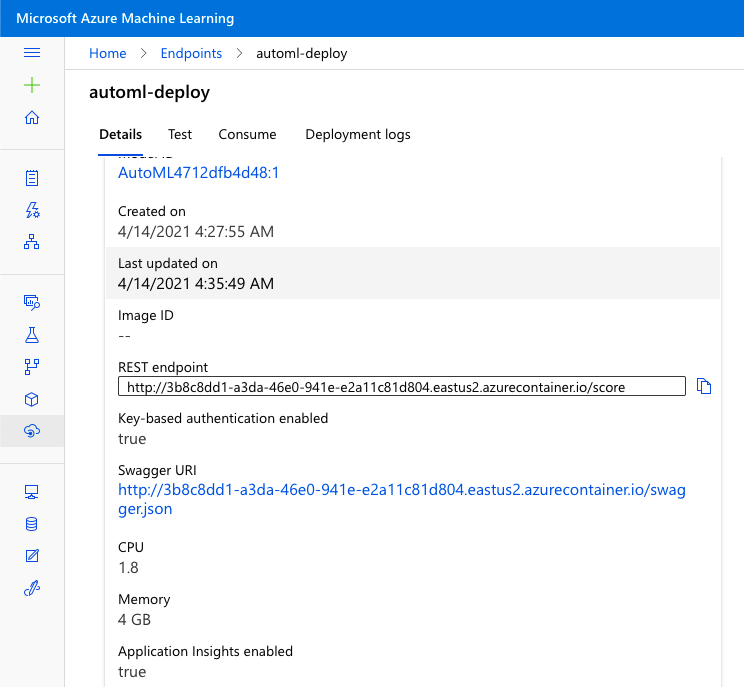 Microsoft Azure Machine Learning
Home > Endpoints > automl-deploy
automl-deploy
Details Test Consume Deployment logs
AutoML4712dfb4d48:1
Created on
4/14/2021 4:27:55 AM
Last updated on
4/14/2021 4:35:49 AM
Image ID
--
REST endpoint
http://3b8c8dd1-a3da-46e0-941e-e2a11c81d804.eastus2.azurecontainer.io/score
Key-based authentication enabled
true
Swagger URI
http://3b8c8dd1-a3da-46e0-941e-e2a11c81d804.eastus2.azurecontainer.io/swag
ger.json
CPU
1.8
Memory
4 GB
Application Insights enabled
true